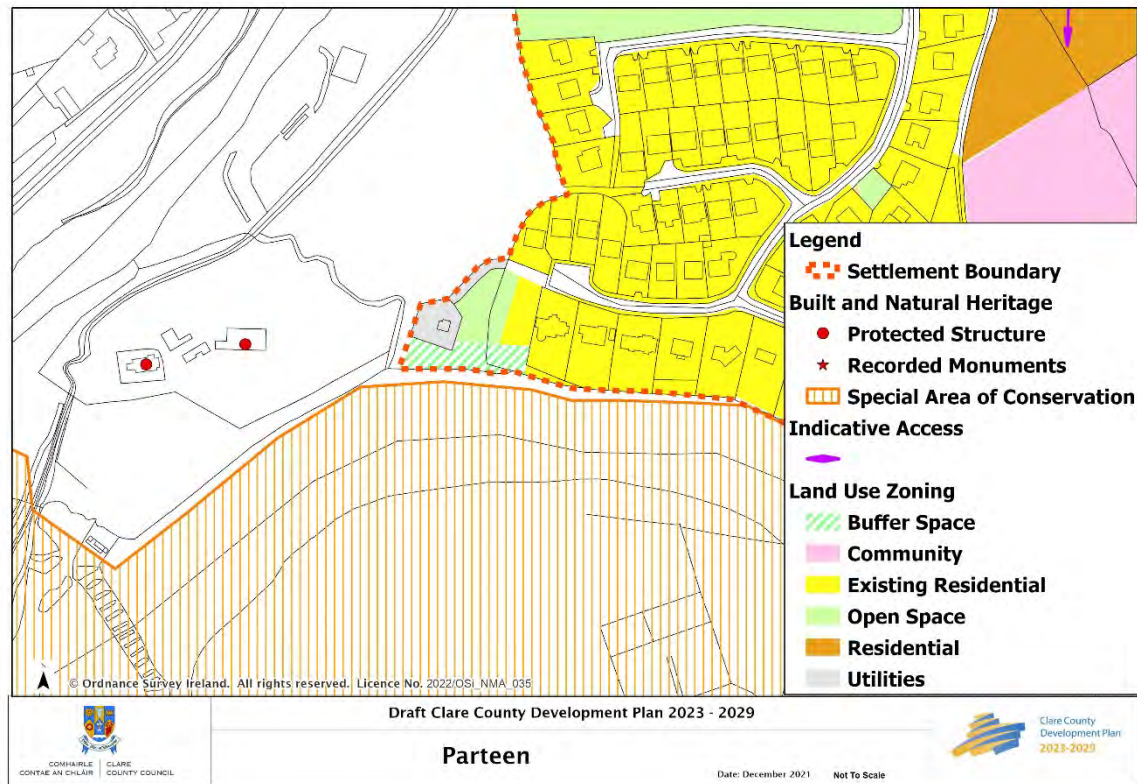 Legend
Settlement Boundary
Built and Natural Heritage
Protected Structure
Recorded Monuments
Special Area of Conservation
Indicative Access
Land Use Zoning
Buffer Space
Community
Existing Residential
Open Space
Residential
Utilities
© Ordnance Survey Ireland. All rights reserved. Licence No. 2022/OSi_NMA_035
Draft Clare County Development Plan 2023 - 2029
Parteen
Date: December 2021 Not To Scale
COMHAIRLE CONTAE AN CHLÁIR
CLARE COUNTY COUNCIL
Clare County
Development Plan
2023-2029